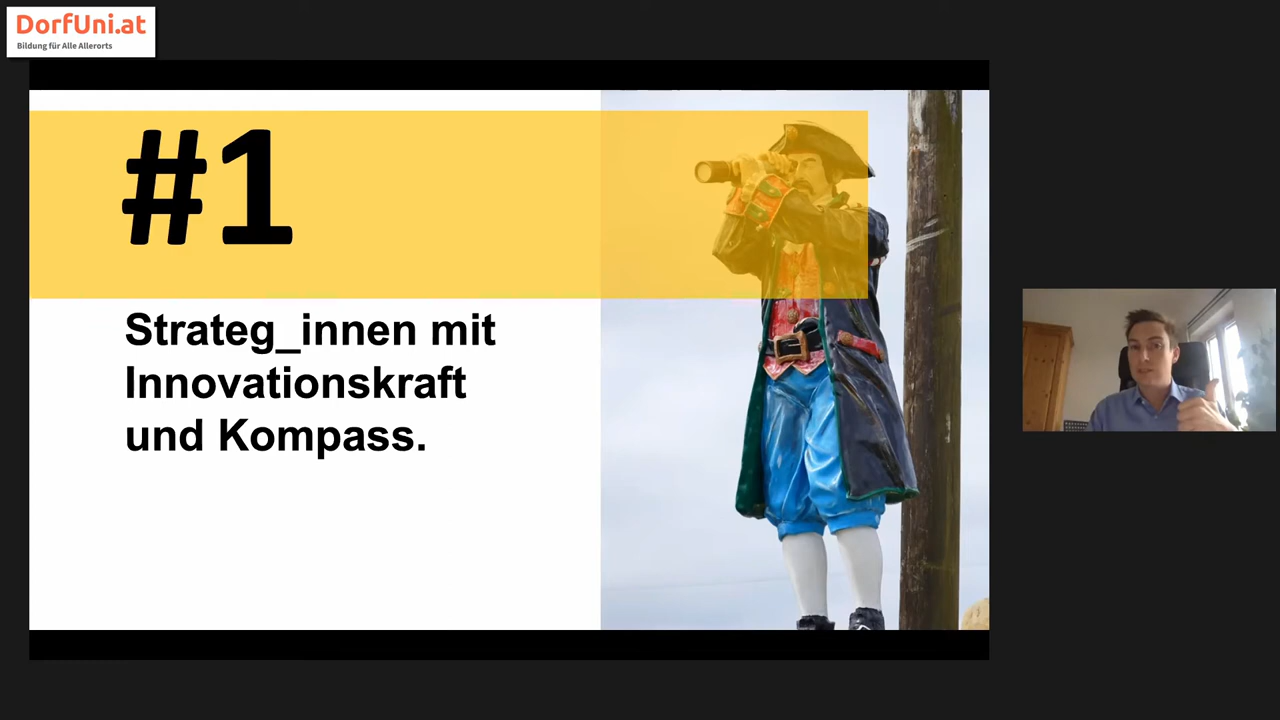 DorfUni.at
Bildung für Alle Allerorts
#1
Strateg_innen mit
Innovationskraft
und Kompass.